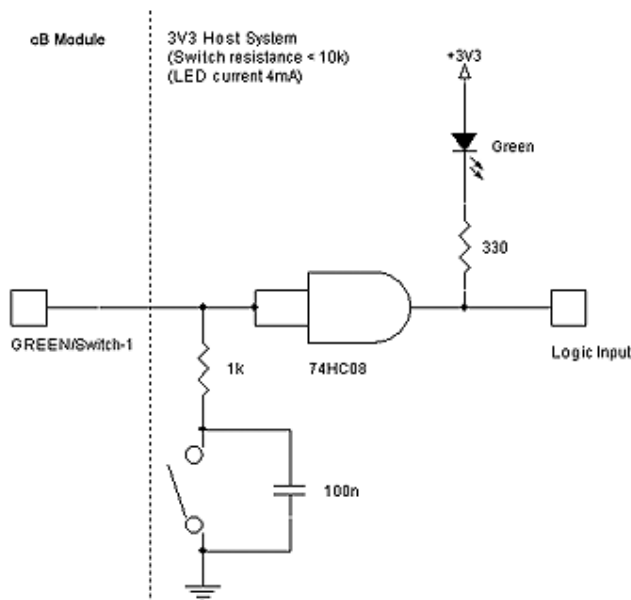 cB Module
3V3 Host System
(Switch resistance < 10k)
(LED current 4mA)
+3V3
Green
330
GREEN/Switch-1
1k
74HC08
Logic Input
100n